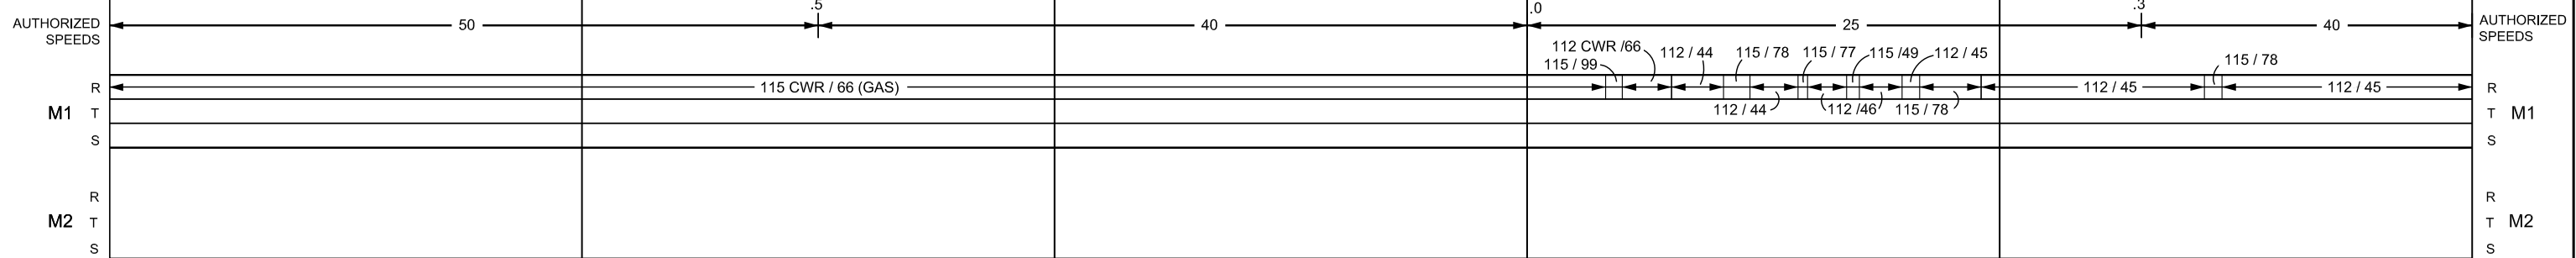 .5
.0
.3
AUTHORIZED
SPEEDS
50
40
25
40
AUTHORIZED
SPEEDS
112 CWR /66
112 / 44
115 / 78
115 / 77
115 /49
112 / 45
115 / 99
115 / 78
R
115 CWR / 66 (GAS)
112 / 45
112 / 45
R
112 / 44
112 /46
115 / 78
M1
T
T
M1
S
S
R
R
M2
T
T
M2
S
S